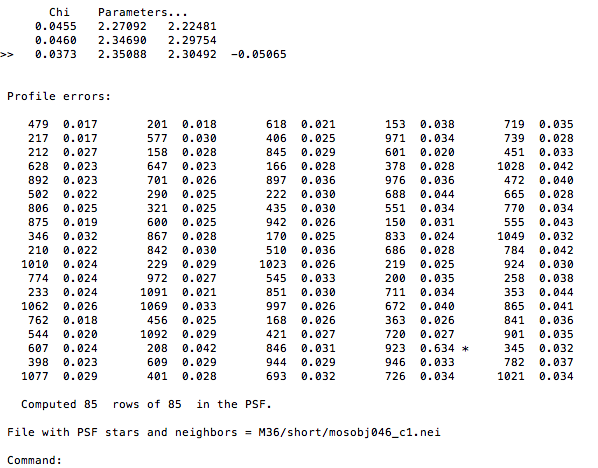 Chi Parameters...
0.0455 2.27092 2.22481
0.0460 2.34690 2.29754
>> 0.0373 2.35088 2.30492 -0.05065
Profile errors:
479 0.017 201 0.018 618 0.021 153 0.038 719 0.035
217 0.017 577 0.030 406 0.025 971 0.034 739 0.028
212 0.027 158 0.028 845 0.029 601 0.020 451 0.033
628 0.023 647 0.023 166 0.028 378 0.028 1028 0.042
892 0.023 701 0.026 897 0.036 976 0.036 472 0.040
502 0.022 290 0.025 222 0.030 688 0.044 665 0.028
806 0.025 321 0.025 435 0.030 551 0.034 770 0.034
875 0.019 600 0.025 942 0.026 150 0.031 555 0.043
346 0.032 867 0.028 170 0.025 833 0.024 1049 0.032
210 0.022 842 0.030 510 0.036 686 0.028 784 0.042
1010 0.024 229 0.029 1023 0.026 219 0.025 924 0.030
774 0.024 972 0.027 545 0.033 200 0.035 258 0.038
233 0.024 1091 0.021 851 0.030 711 0.034 353 0.044
1062 0.026 1069 0.033 997 0.026 672 0.040 865 0.041
762 0.018 456 0.025 168 0.026 363 0.026 841 0.036
544 0.020 1092 0.029 421 0.027 720 0.027 901 0.035
607 0.024 208 0.042 846 0.031 923 0.634 * 345 0.032
398 0.023 609 0.029 944 0.029 946 0.033 782 0.037
1077 0.029 401 0.028 693 0.032 726 0.034 1021 0.034
Computed 85 rows of 85 in the PSF.
File with PSF stars and neighbors = M36/short/mosobj046_c1.nei
Command: